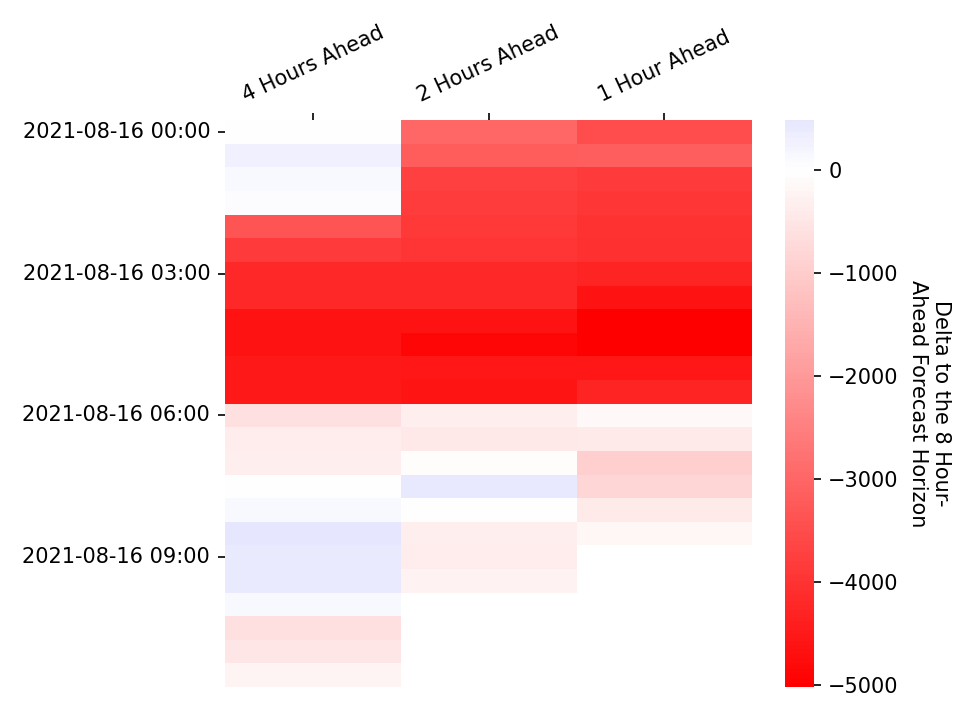 4 Hours Ahead
2 Hours Ahead
1 Hour Ahead
2021-08-16 00:00
2021-08-16 03:00
2021-08-16 06:00
2021-08-16 09:00
0
−1000
−2000
−3000
−4000
−5000
Delta to the 8 Hour-
Ahead Forecast Horizon